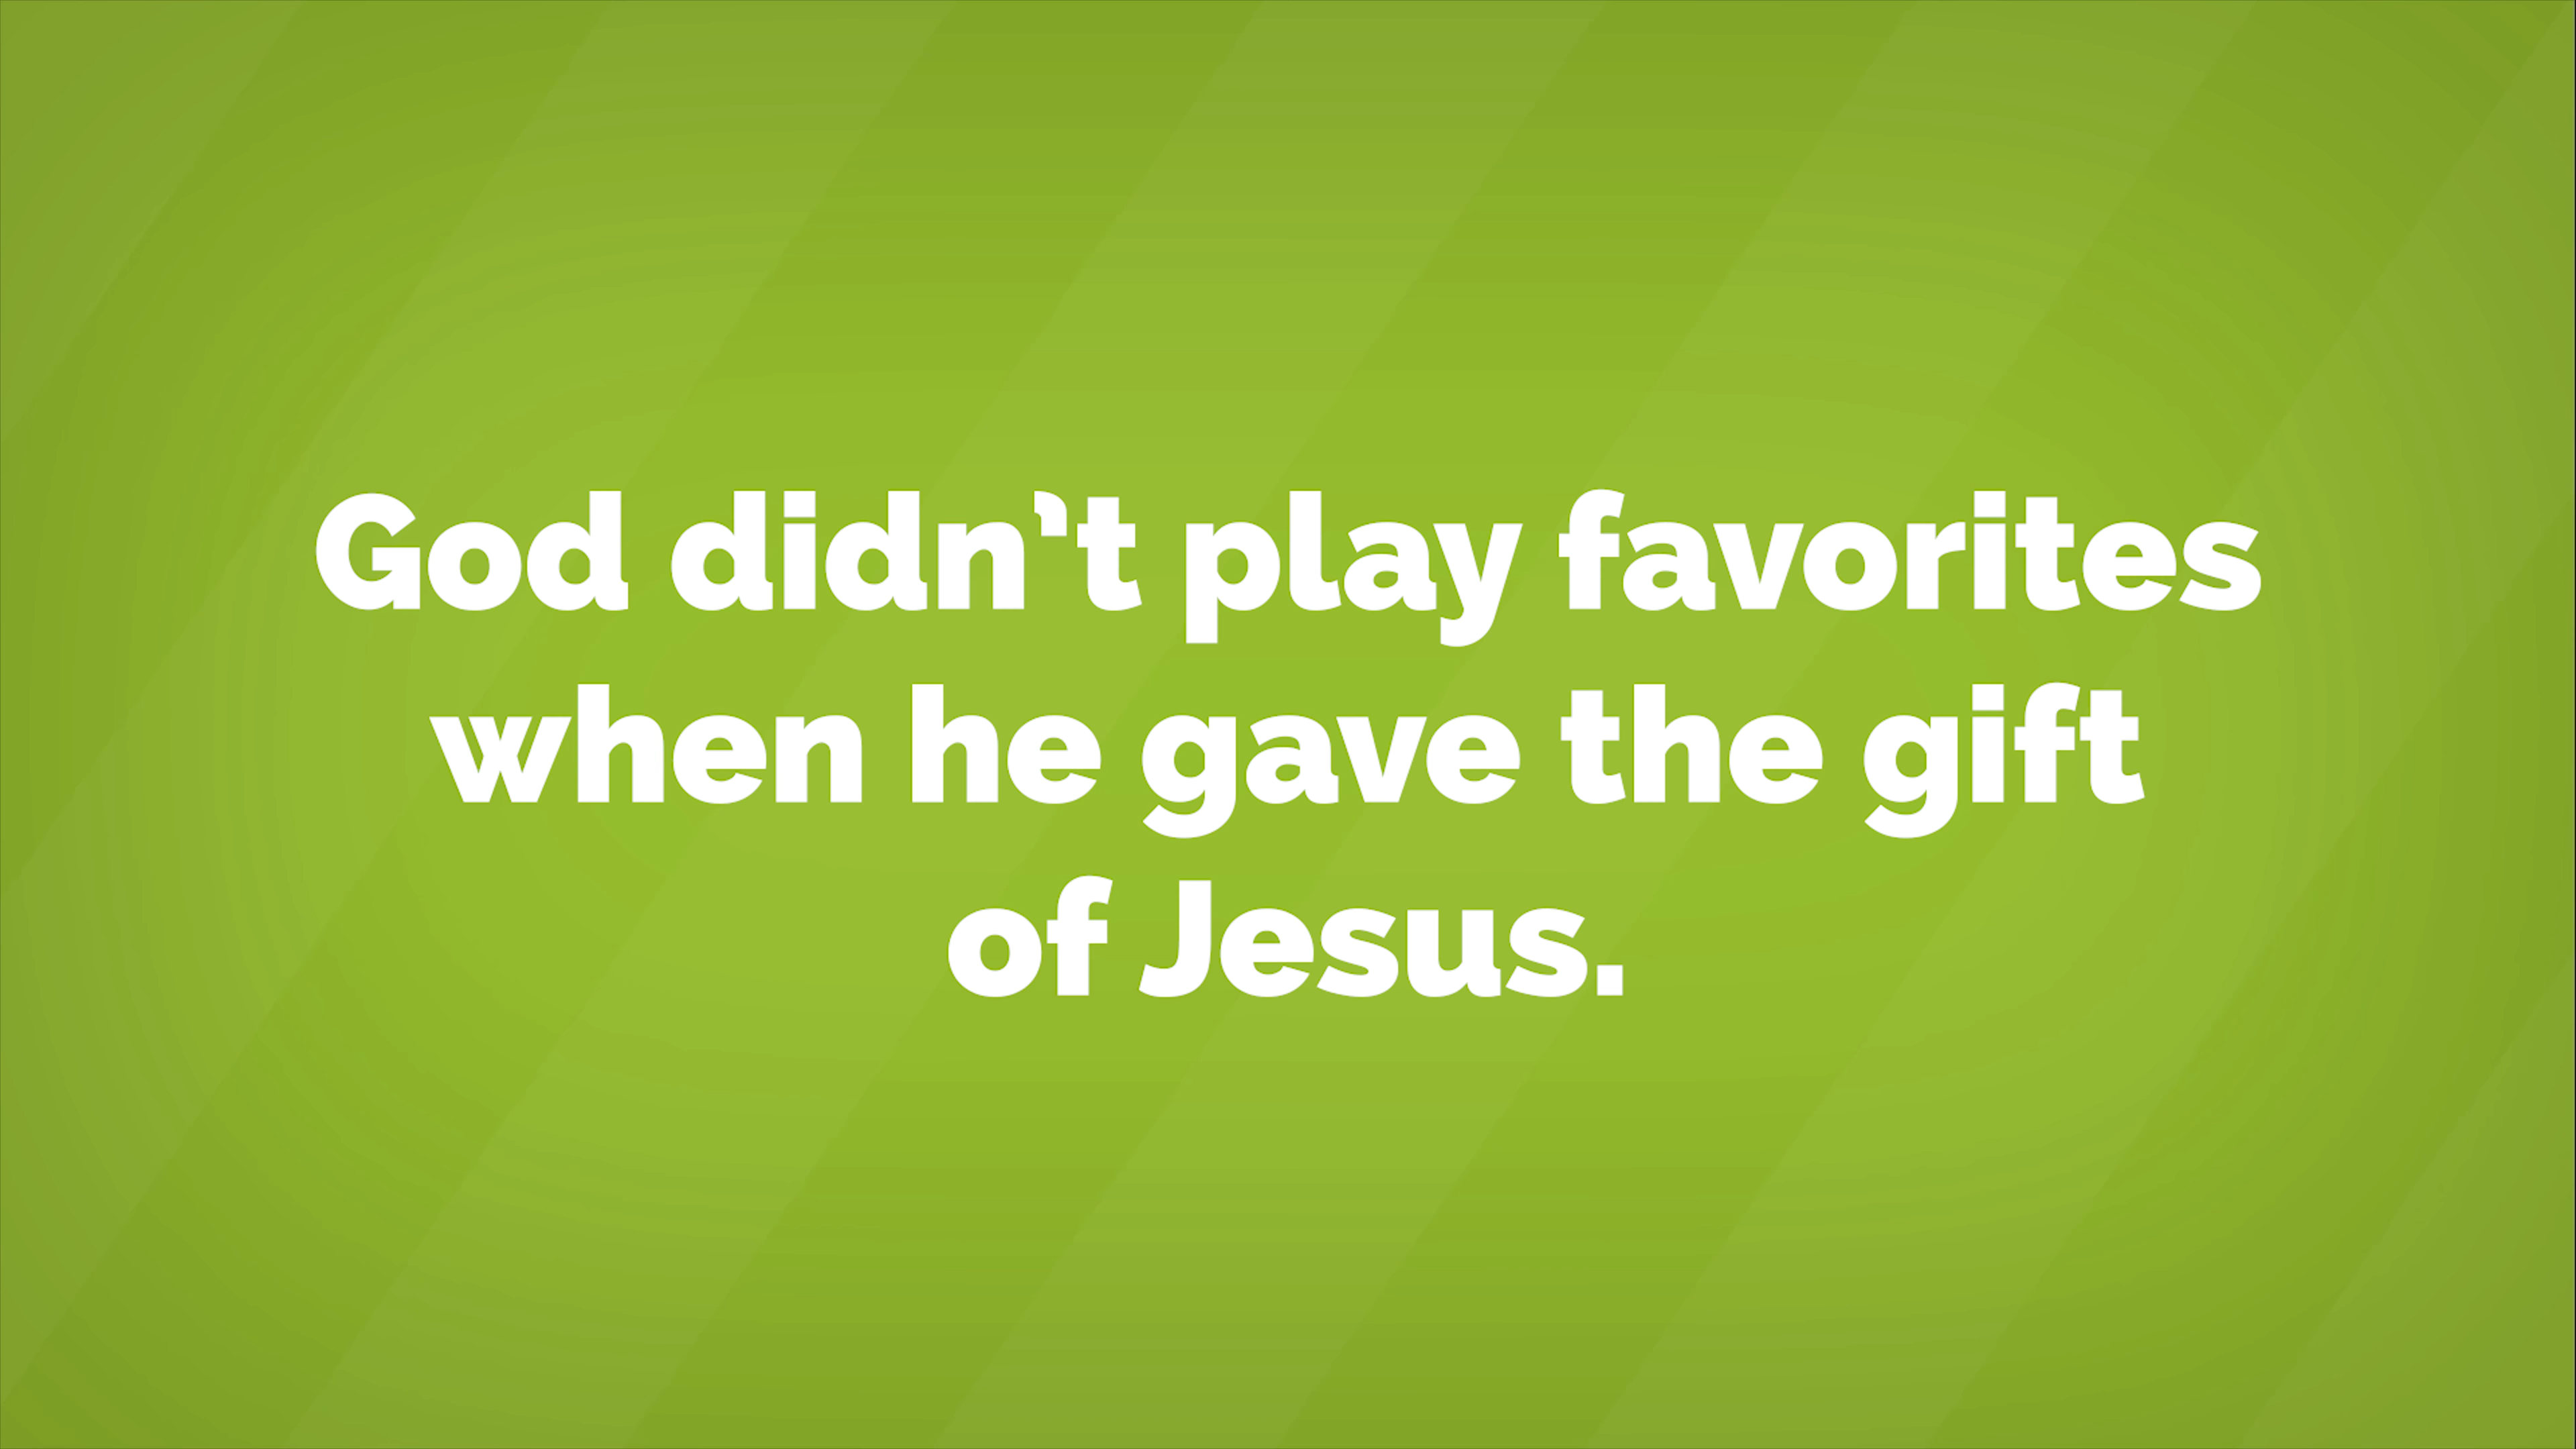 God didn’t play favorites
when he gave the gift
of Jesus.